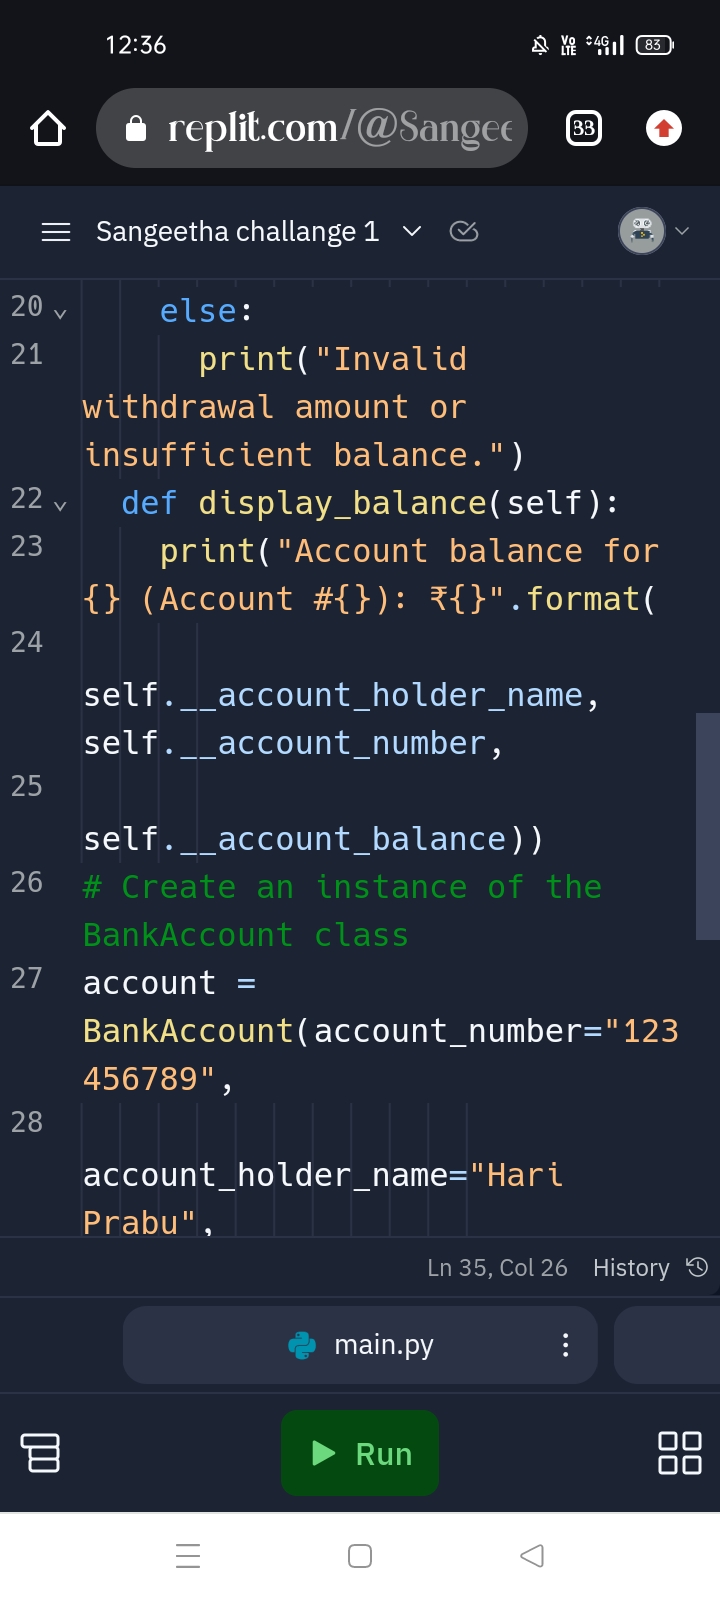 12:36
Vo LTE 4G 83
replit.com/@Sangee
33
Sangeetha challange 1
20 else:
21 print("Invalid
withdrawal amount or
insufficient balance.")
22 def display_balance(self):
23 print("Account balance for
{} (Account #{}): ₹{}".format(
24
self.__account_holder_name,
self.__account_number,
25
self.__account_balance))
26 # Create an instance of the
BankAccount class
27 account =
BankAccount(account_number="123
456789",
28
account_holder_name="Hari
Prabu",
Ln 35, Col 26 History
main.py
Run